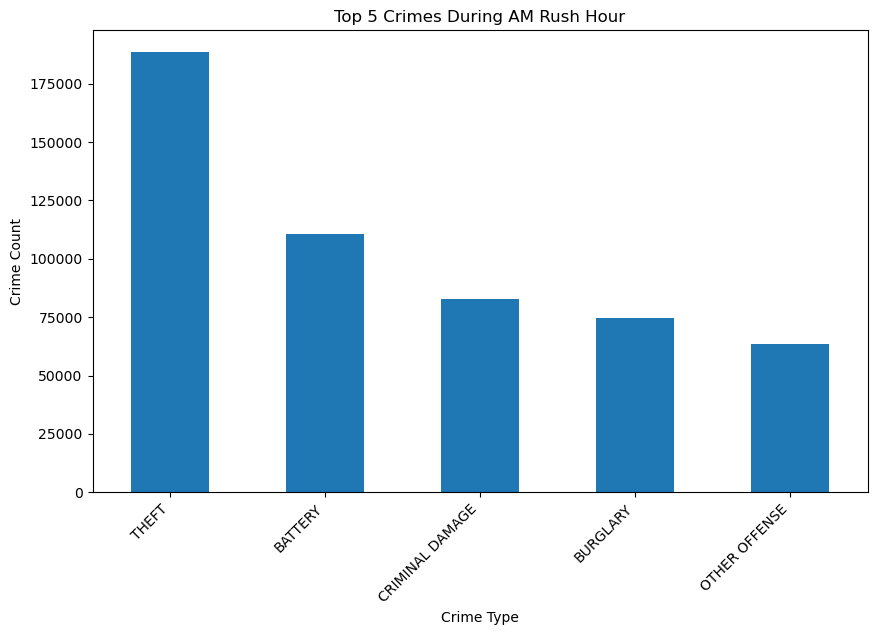 Top 5 Crimes During AM Rush Hour
Crime Count
175000
150000
125000
100000
75000
50000
25000
0
THEFT
BATTERY
CRIMINAL DAMAGE
BURGLARY
OTHER OFFENSE
Crime Type